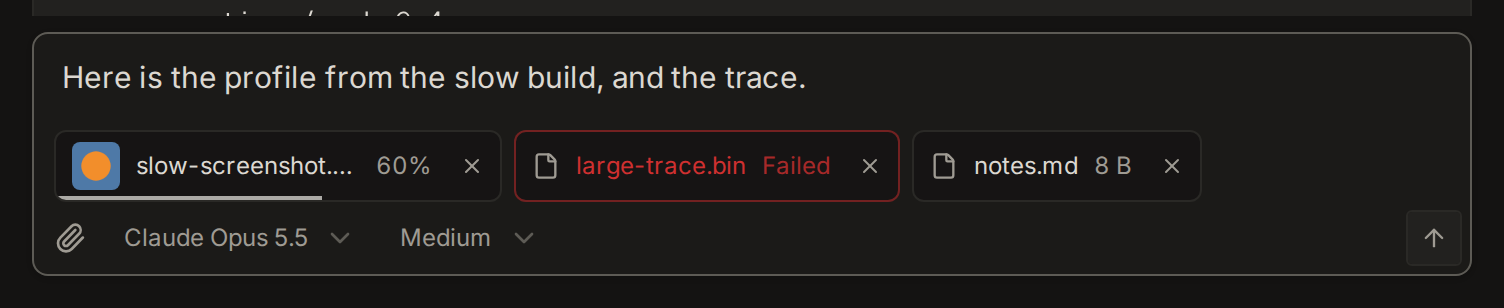 Here is the profile from the slow build, and the trace.
slow-screenshot.... 60%
large-trace.bin Failed
notes.md 8 B
Claude Opus 5.5 Medium